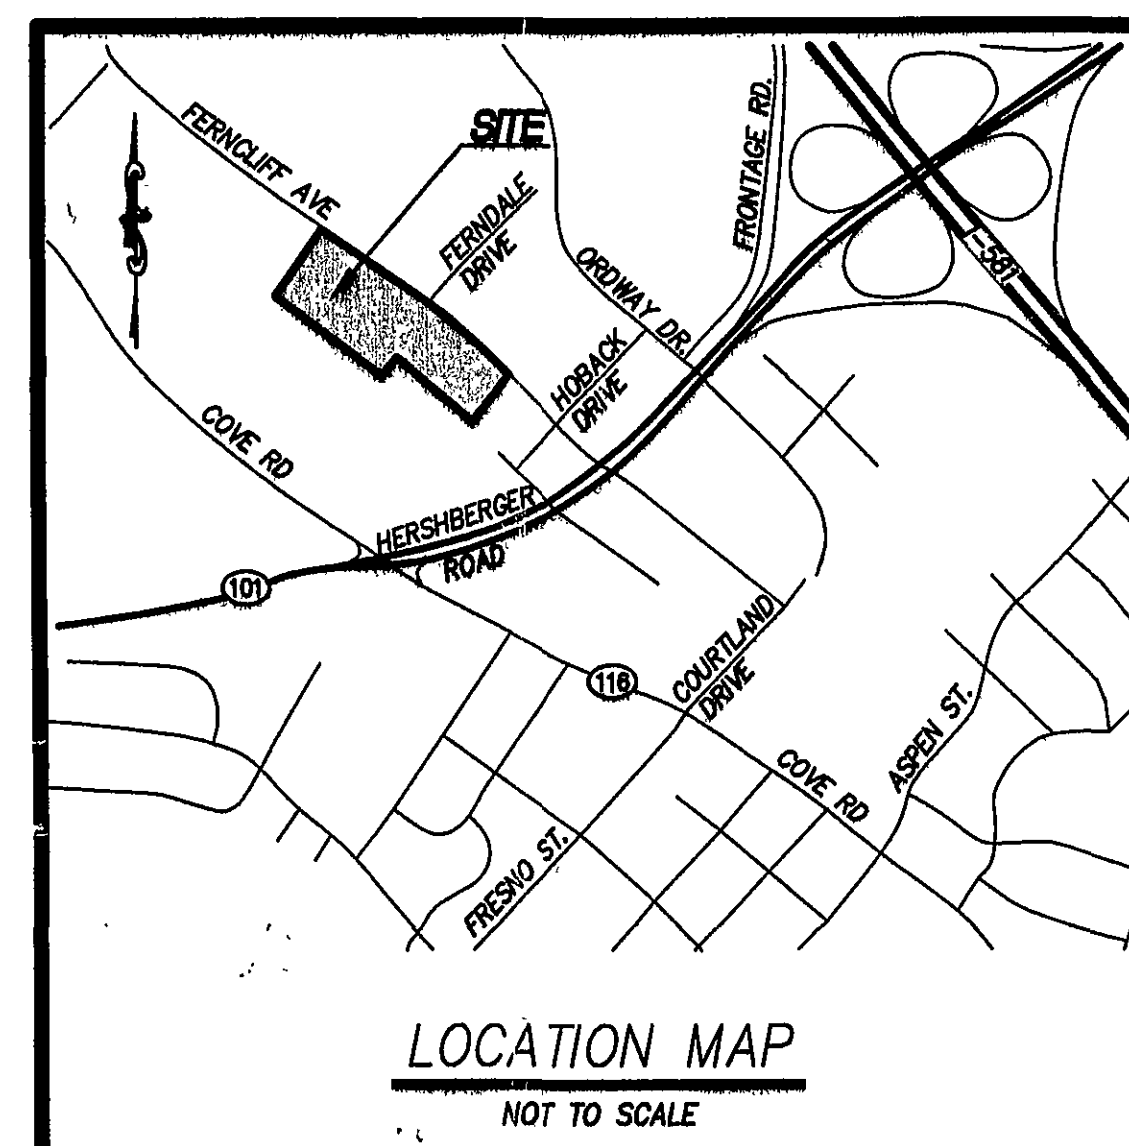 FERNCLIFF AVE
SITE
FERNDALE
DRIVE
FRONTAGE RD.
I-581
ORDWAY DR.
HOBACK
DRIVE
COVE RD
HERSHBERGER
ROAD
101
116
COURTLAND
DRIVE
ASPEN ST.
COVE RD
FRESNO ST.
LOCATION MAP
NOT TO SCALE